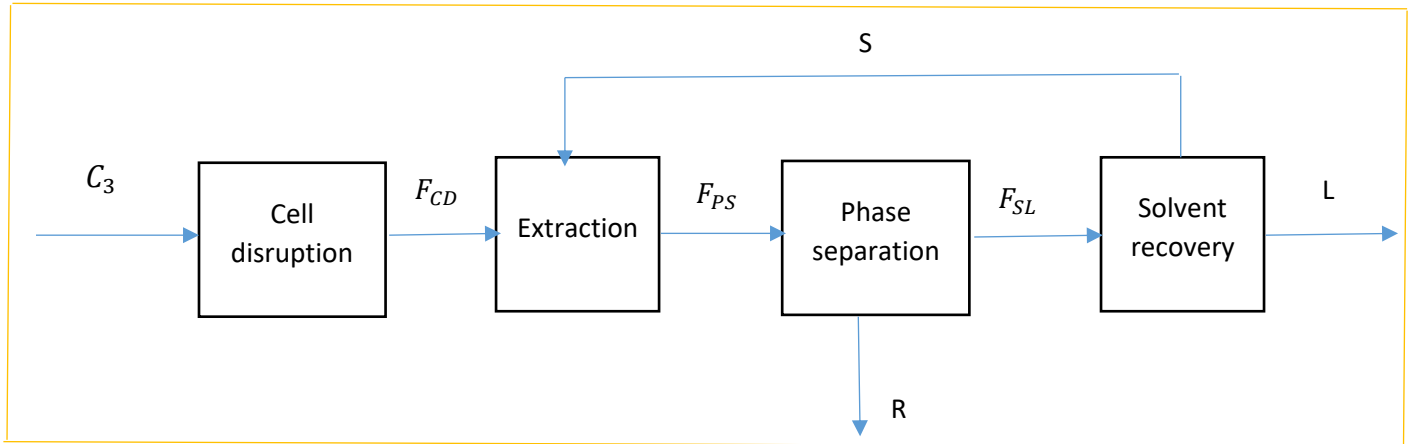 S
C₃
Cell
disruption
F_CD
Extraction
F_PS
Phase
separation
F_SL
Solvent
recovery
L
R